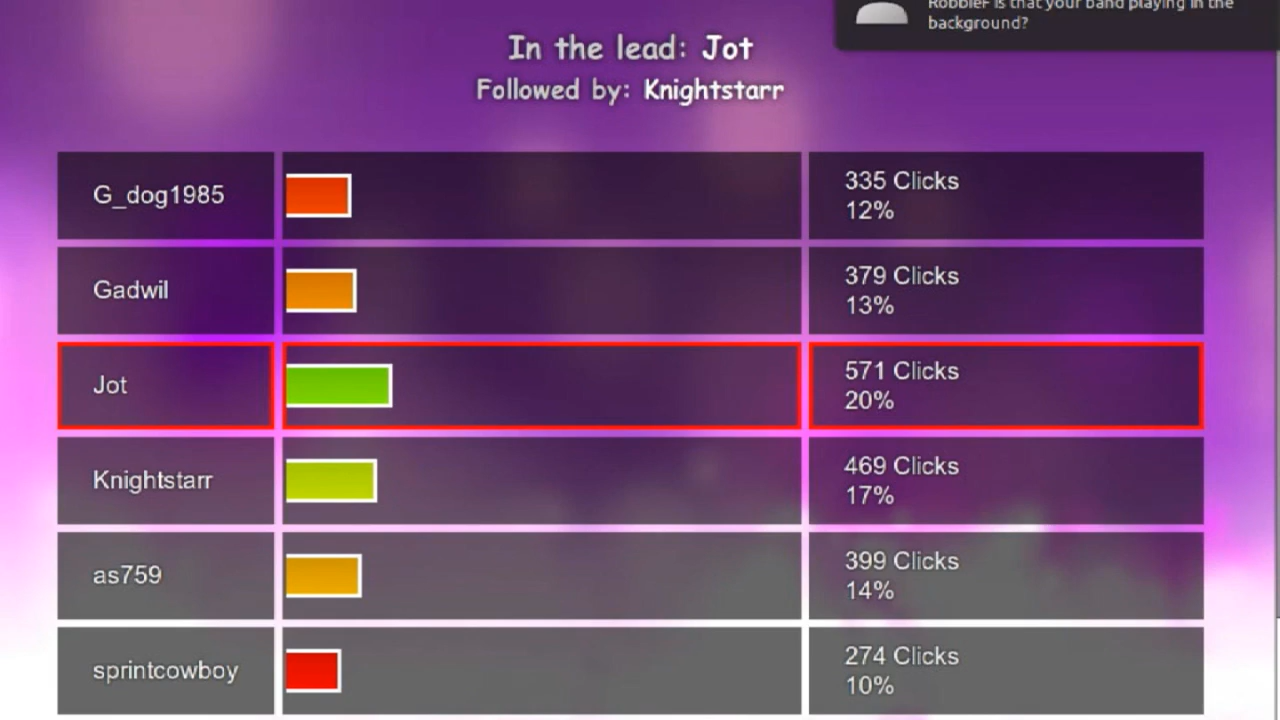 RobbieF is that your band playing in the
background?
In the lead: Jot
Followed by: Knightstarr
G_dog1985
335 Clicks
12%
Gadwil
379 Clicks
13%
Jot
571 Clicks
20%
Knightstarr
469 Clicks
17%
as759
399 Clicks
14%
sprintcowboy
274 Clicks
10%